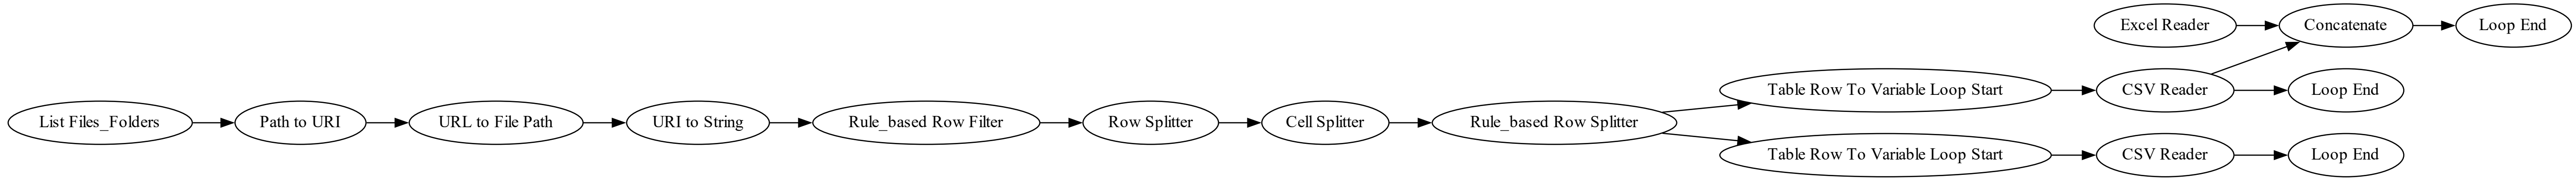 List Files_Folders
Path to URI
URL to File Path
URI to String
Rule_based Row Filter
Row Splitter
Cell Splitter
Rule_based Row Splitter
Table Row To Variable Loop Start
CSV Reader
Loop End
Excel Reader
Concatenate
Loop End
Table Row To Variable Loop Start
CSV Reader
Loop End